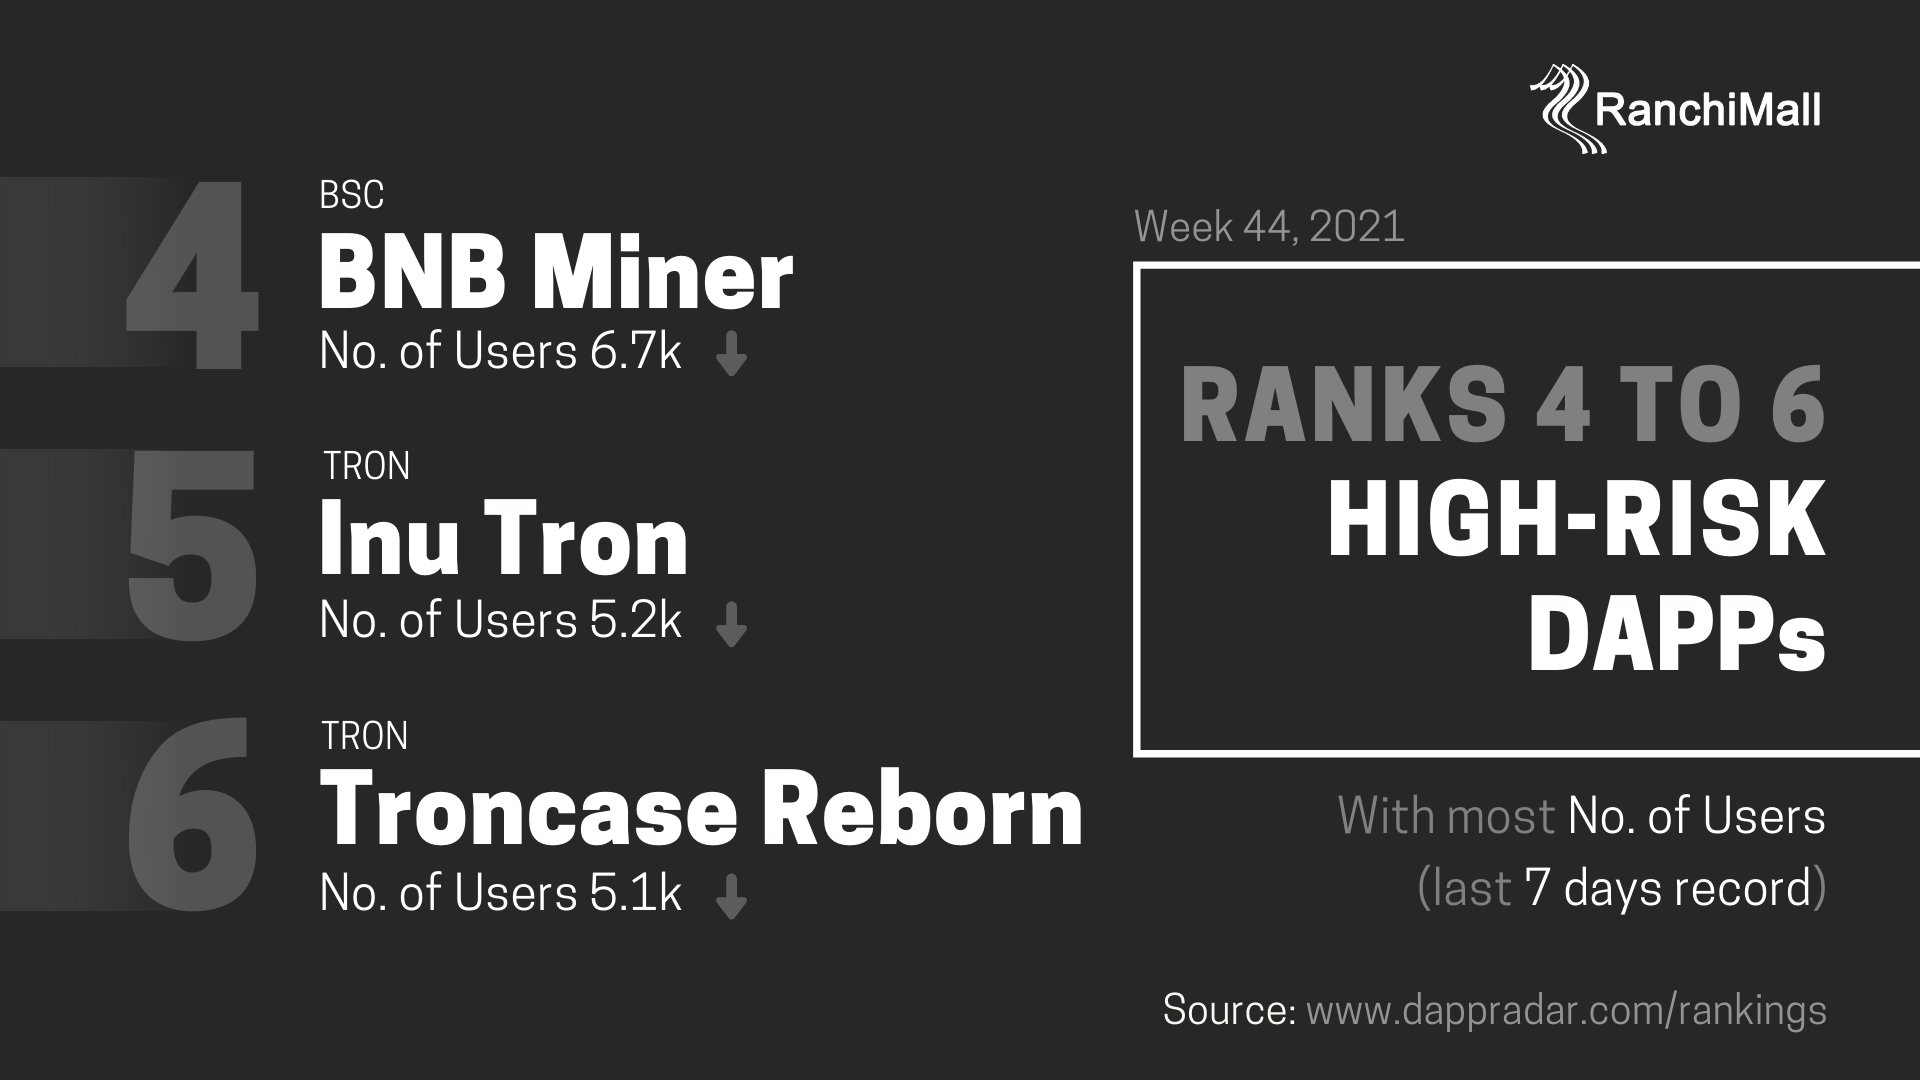 RanchiMall
4
BSC
BNB Miner
No. of Users 6.7k
5
TRON
Inu Tron
No. of Users 5.2k
6
TRON
Troncase Reborn
No. of Users 5.1k
Week 44, 2021
RANKS 4 TO 6
HIGH-RISK
DAPPs
With most No. of Users
(last 7 days record)
Source: www.dappradar.com/rankings